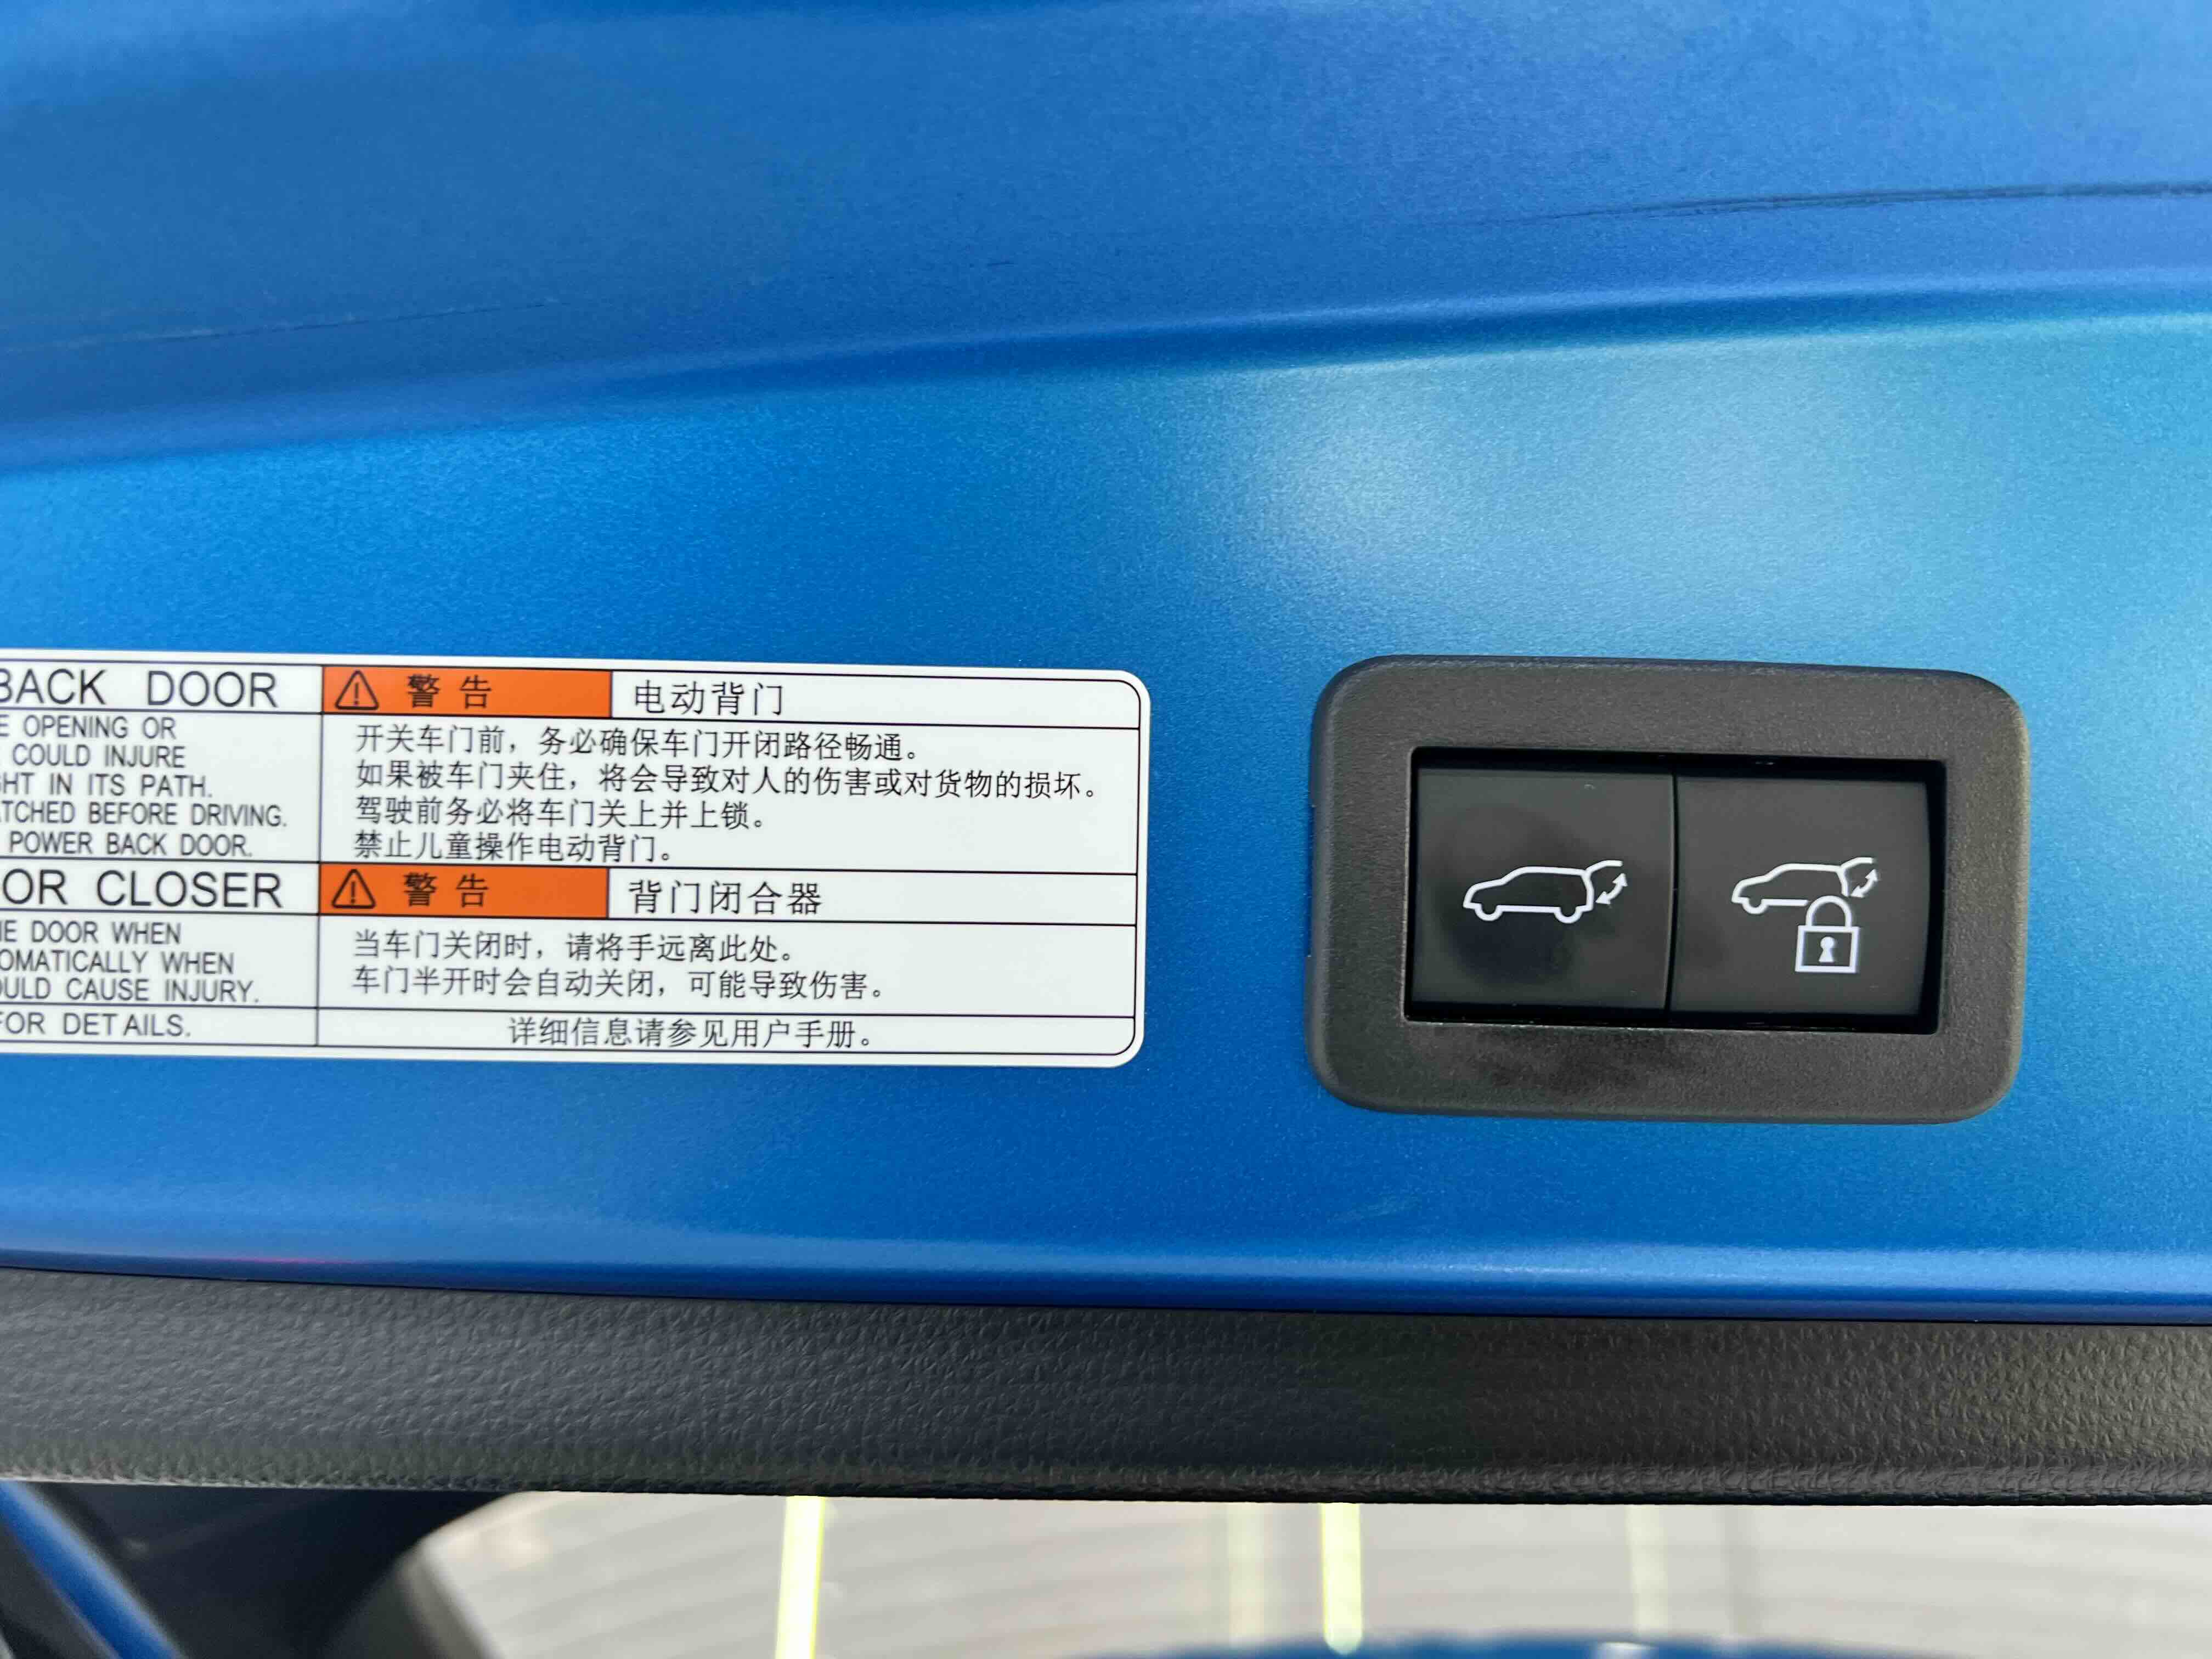 BACK DOOR
警告 电动背门
E OPENING OR
COULD INJURE
GHT IN ITS PATH.
ATCHED BEFORE DRIVING.
POWER BACK DOOR.
开关车门前，务必确保车门开闭路径畅通。
如果被车门夹住，将会导致对人的伤害或对货物的损坏。
驾驶前务必将车门关上并上锁。
禁止儿童操作电动背门。
OR CLOSER
警告 背门闭合器
HE DOOR WHEN
OMATICALLY WHEN
OULD CAUSE INJURY.
当车门关闭时，请将手远离此处。
车门半开时会自动关闭，可能导致伤害。
FOR DETAILS.
详细信息请参见用户手册。